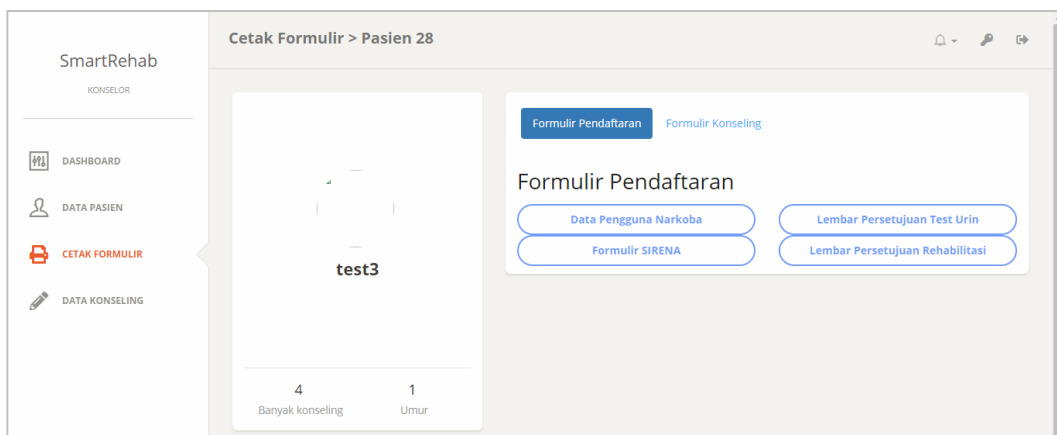 SmartRehab
KONSELOR
DASHBOARD
DATA PASIEN
CETAK FORMULIR
DATA KONSELING
Cetak Formulir > Pasien 28
test3
4 1
Banyak konseling Umur
Formulir Pendaftaran Formulir Konseling
Formulir Pendaftaran
Data Pengguna Narkoba Lembar Persetujuan Test Urin
Formulir SIRENA Lembar Persetujuan Rehabilitasi